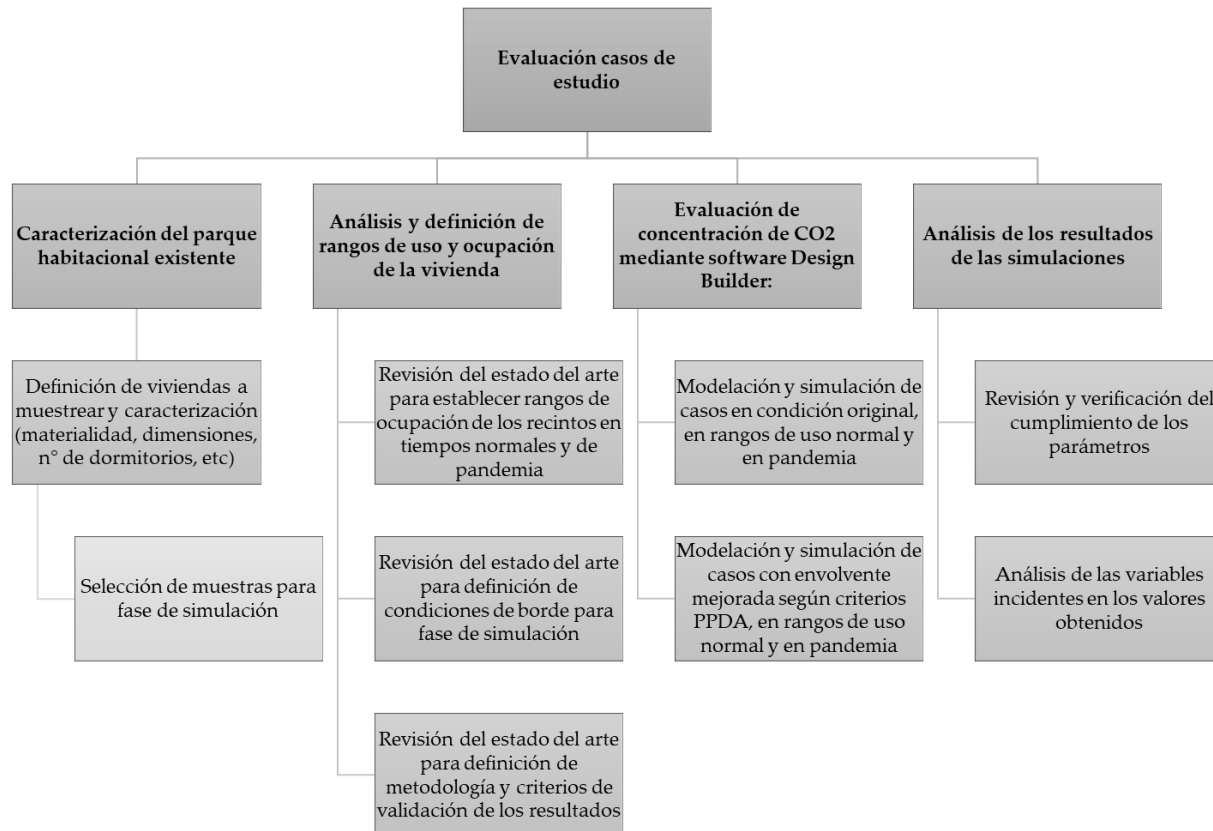 Evaluación casos de
estudio
Caracterización del parque
habitacional existente
Análisis y definición de
rangos de uso y ocupación
de la vivienda
Evaluación de
concentración de CO2
mediante software Design
Builder:
Análisis de los resultados
de las simulaciones
Definición de viviendas a
muestrear y caracterización
(materialidad, dimensiones,
n° de dormitorios, etc)
Selección de muestras para
fase de simulación
Revisión del estado del arte
para establecer rangos de
ocupación de los recintos en
tiempos normales y de
pandemia
Revisión del estado del arte
para definición de
condiciones de borde para
fase de simulación
Revisión del estado del arte
para definición de
metodología y criterios de
validación de los resultados
Modelación y simulación de
casos en condición original,
en rangos de uso normal y
en pandemia
Modelación y simulación de
casos con envolvente
mejorada según criterios
PPDA, en rangos de uso
normal y en pandemia
Revisión y verificación del
cumplimiento de los
parámetros
Análisis de las variables
incidentes en los valores
obtenidos